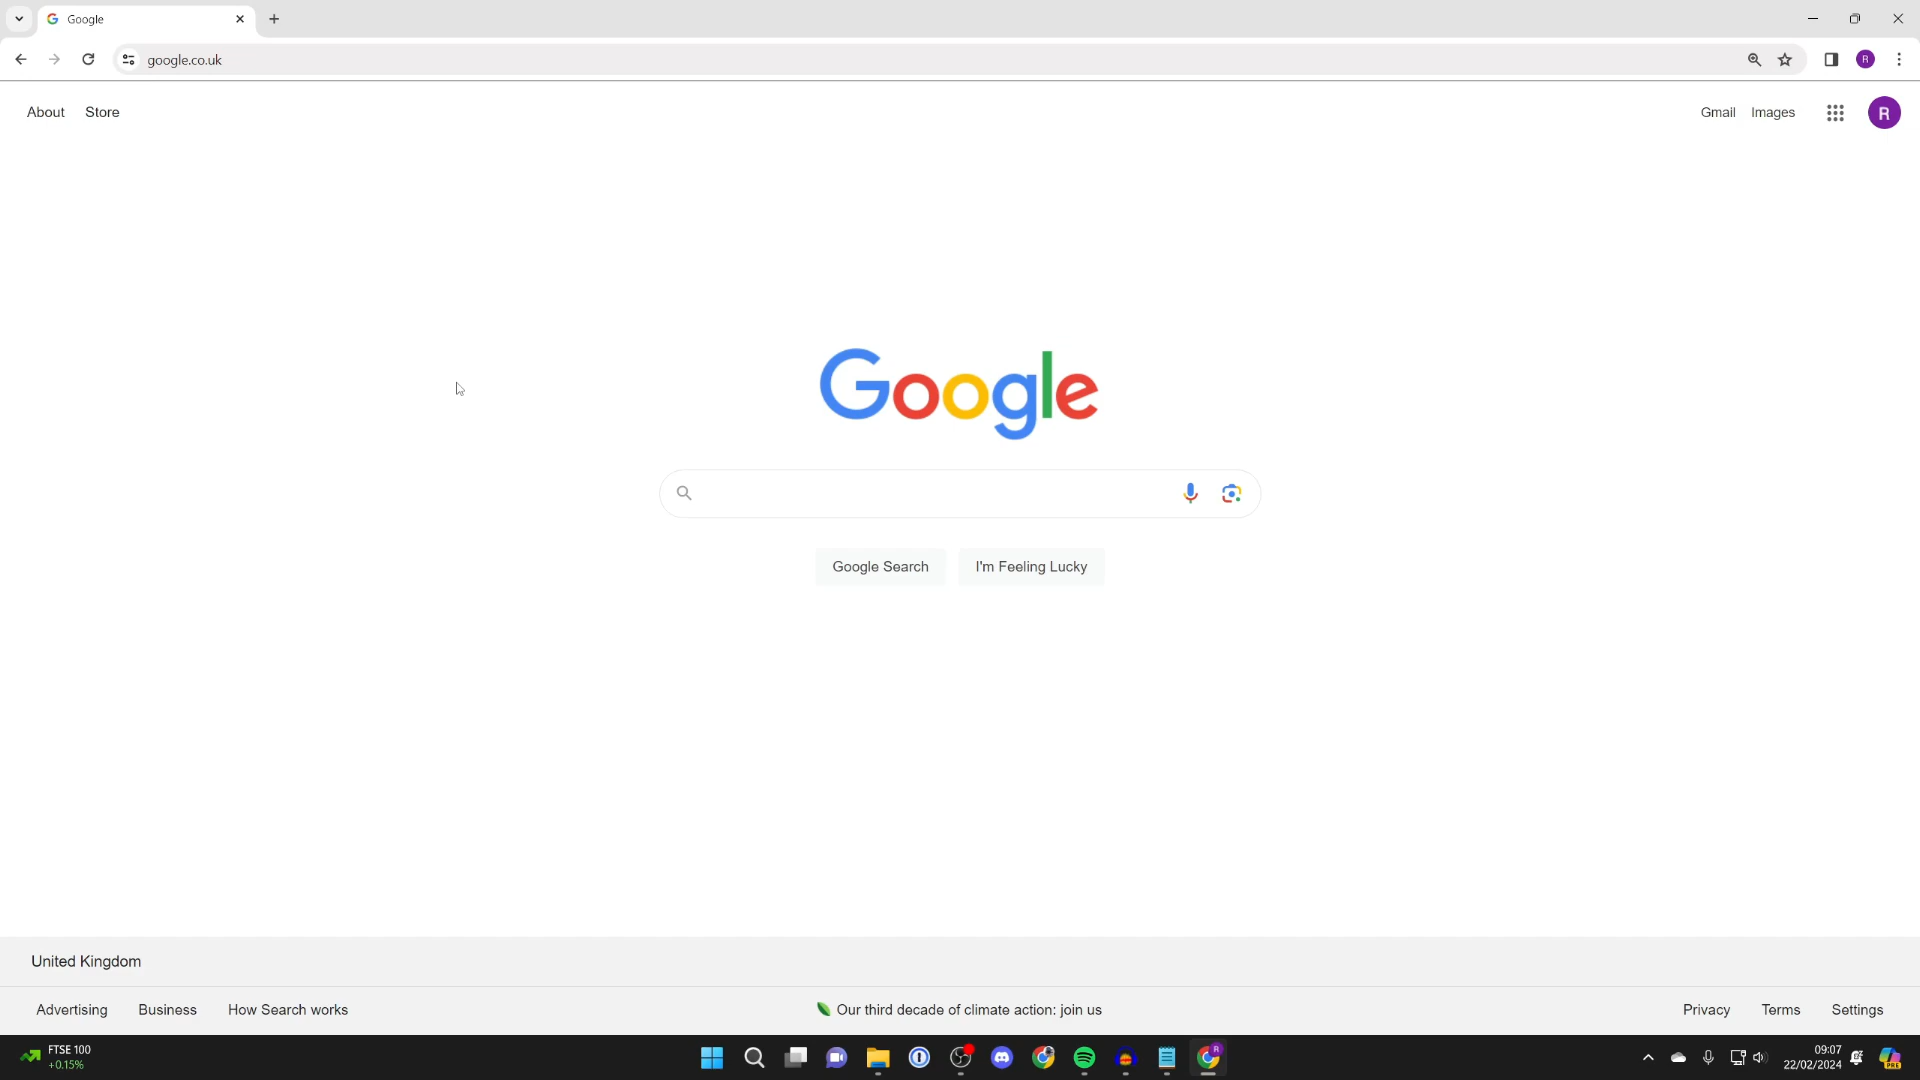 Google
google.co.uk
R
About Store
Gmail Images
R
Google
Google Search I'm Feeling Lucky
United Kingdom
Advertising Business How Search works
Our third decade of climate action: join us
Privacy Terms Settings
FTSE 100
+0.15%
R
09:07
22/02/2024
PRE